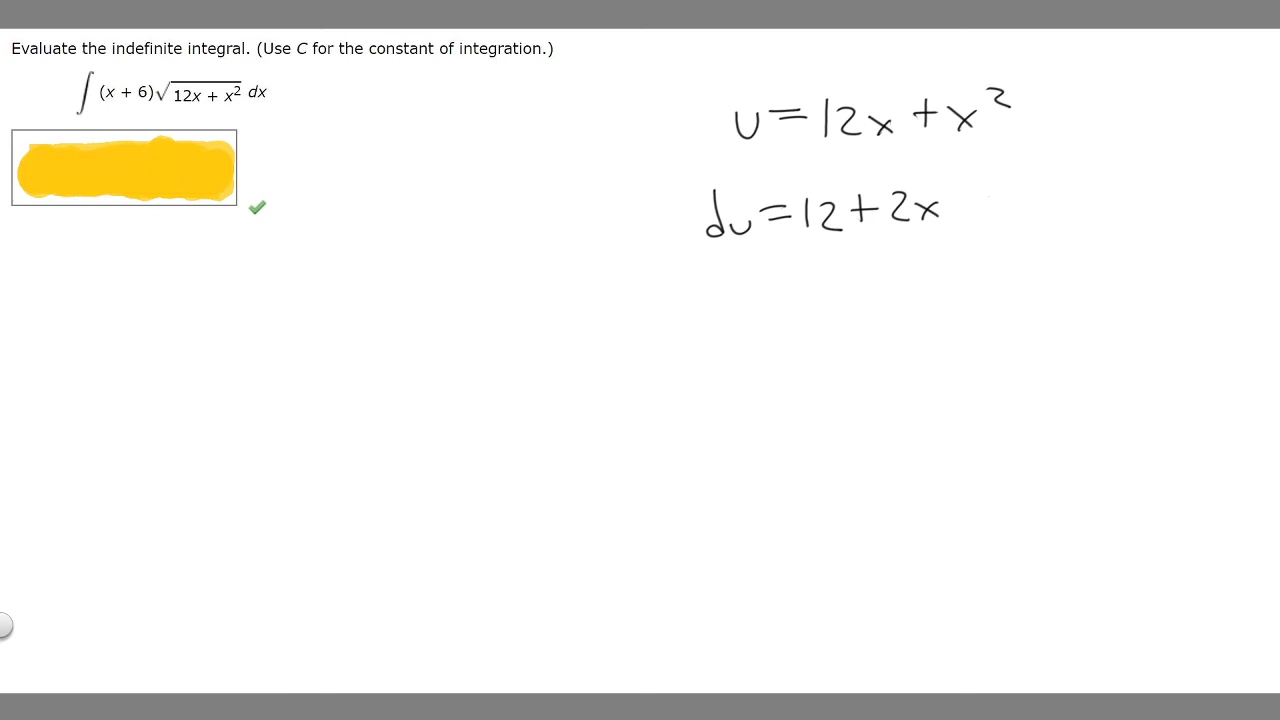 Evaluate the indefinite integral. (Use C for the constant of integration.)
∫ (x + 6)√(12x + x²) dx
u = 12x + x²
du = 12 + 2x